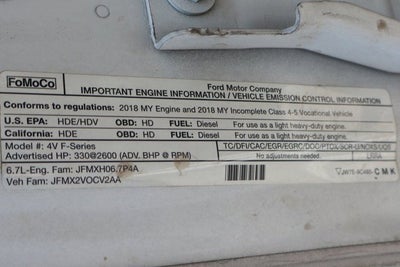 FoMoCo
Ford Motor Company
IMPORTANT ENGINE INFORMATION / VEHICLE EMISSION CONTROL INFORMATION
Conforms to regulations: 2018 MY Engine and 2018 MY Incomplete Class 4-5 Vocational Vehicle
U.S. EPA: HDE/HDV OBD: HD FUEL: Diesel For use as a light heavy-duty engine.
California: HDE OBD: HD FUEL: Diesel For use as a light heavy-duty engine.
Model #: 4V F-Series
TC/DFI/CAC/EGR/EGRC/DOC/PTOX/SCR-U/NOXS/O2S
Advertised HP: 330@2600 (ADV. BHP @ RPM)
No adjustments needed.
6.7L-Eng. Fam: JFMXH06.7P4A
Veh Fam: JFMX2VOCV2AA
CMK